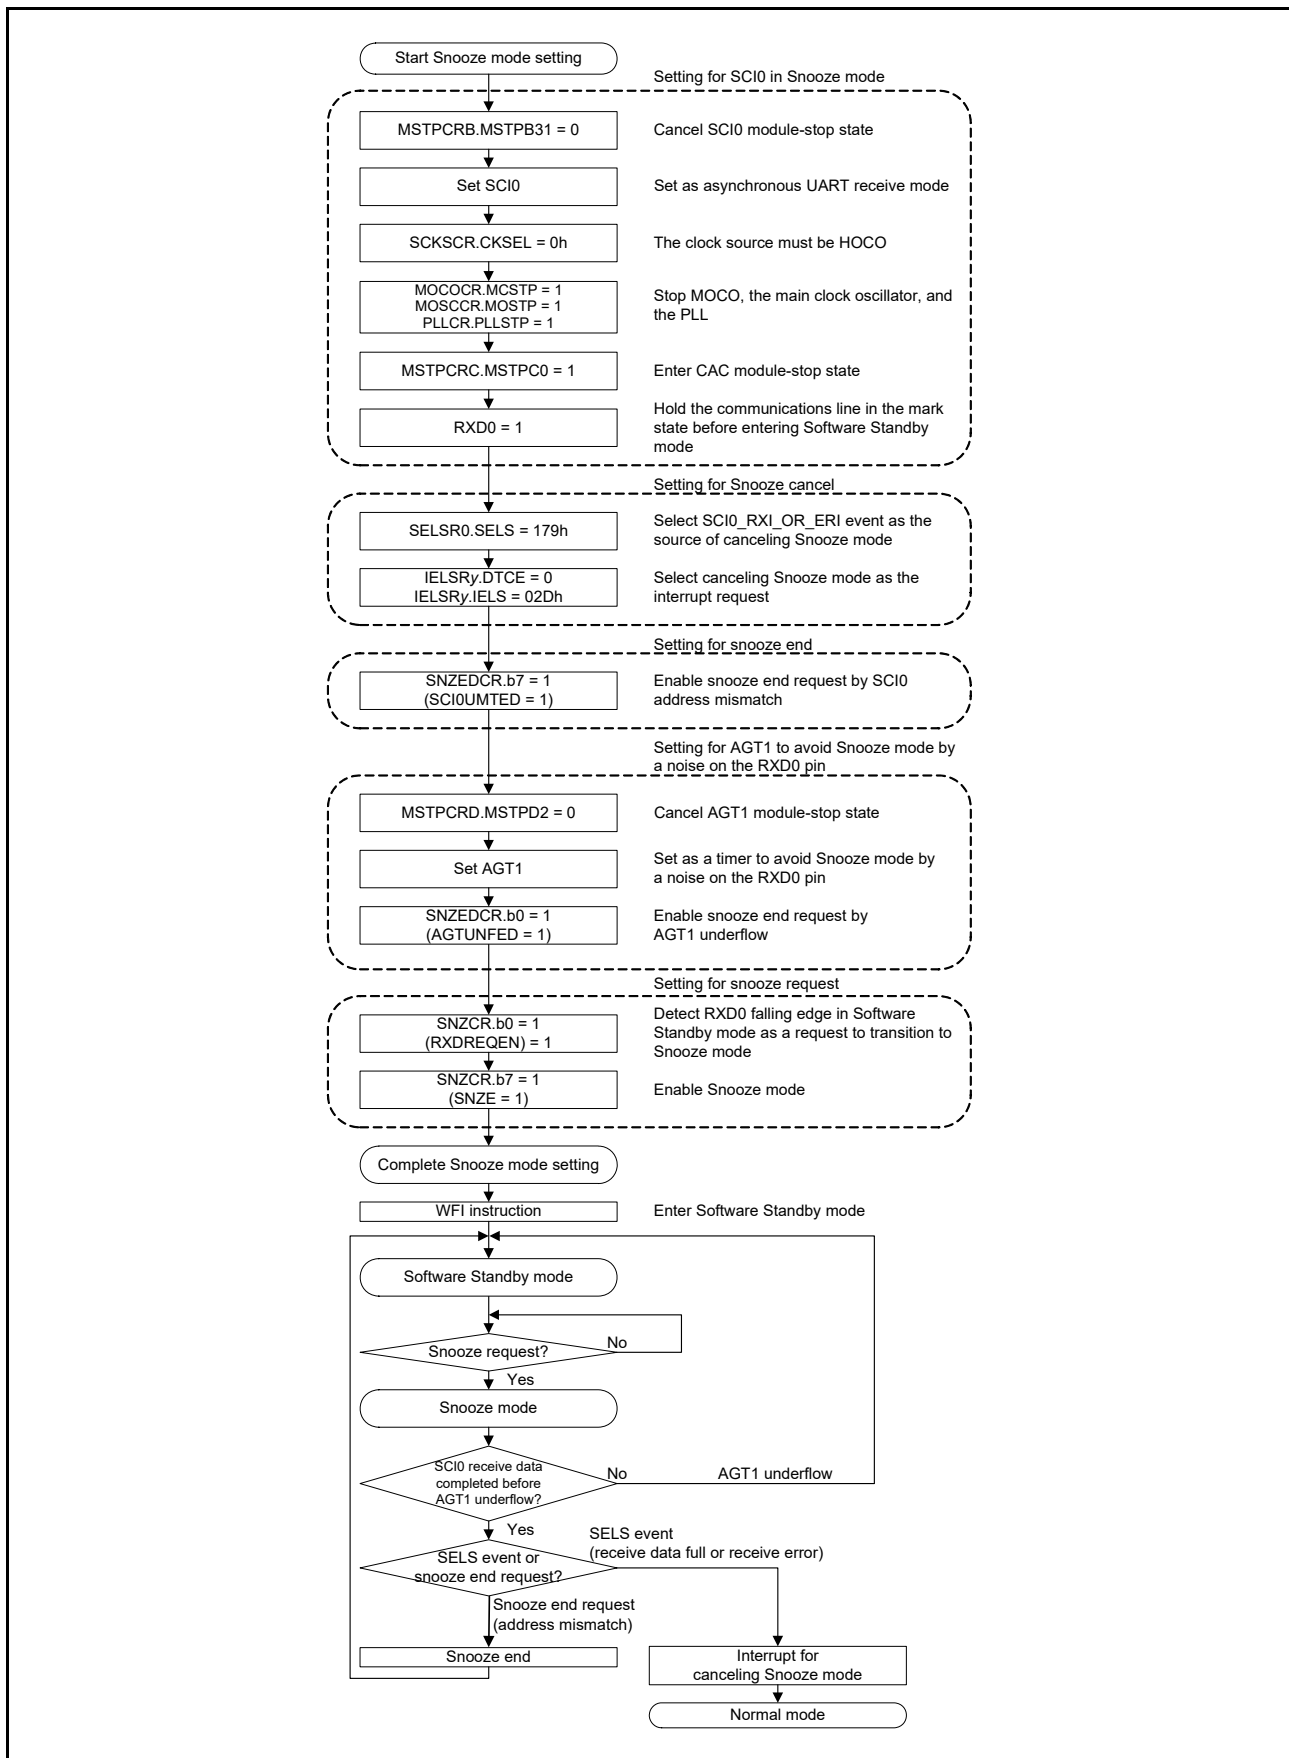 Start Snooze mode setting
Setting for SCI0 in Snooze mode
MSTPCRB.MSTPB31 = 0
Cancel SCI0 module-stop state
Set SCI0
Set as asynchronous UART receive mode
SCKSCR.CKSEL = 0h
The clock source must be HOCO
MOCOCR.MCSTP = 1
MOSCCR.MOSTP = 1
PLLCR.PLLSTP = 1
Stop MOCO, the main clock oscillator, and
the PLL
MSTPCRC.MSTPC0 = 1
Enter CAC module-stop state
RXD0 = 1
Hold the communications line in the mark
state before entering Software Standby
mode
Setting for Snooze cancel
SELSR0.SELS = 179h
Select SCI0_RXI_OR_ERI event as the
source of canceling Snooze mode
IELSRy.DTCE = 0
IELSRy.IELS = 02Dh
Select canceling Snooze mode as the
interrupt request
Setting for snooze end
SNZEDCR.b7 = 1
(SCI0UMTED = 1)
Enable snooze end request by SCI0
address mismatch
Setting for AGT1 to avoid Snooze mode by
a noise on the RXD0 pin
MSTPCRD.MSTPD2 = 0
Cancel AGT1 module-stop state
Set AGT1
Set as a timer to avoid Snooze mode by
a noise on the RXD0 pin
SNZEDCR.b0 = 1
(AGTUNFED = 1)
Enable snooze end request by
AGT1 underflow
Setting for snooze request
SNZCR.b0 = 1
(RXDREQEN) = 1
Detect RXD0 falling edge in Software
Standby mode as a request to transition to
Snooze mode
SNZCR.b7 = 1
(SNZE = 1)
Enable Snooze mode
Complete Snooze mode setting
WFI instruction
Enter Software Standby mode
Software Standby mode
Snooze request?
No
Yes
Snooze mode
SCI0 receive data
completed before
AGT1 underflow?
No
AGT1 underflow
Yes
SELS event
(receive data full or receive error)
SELS event or
snooze end request?
Snooze end request
(address mismatch)
Snooze end
Interrupt for
canceling Snooze mode
Normal mode